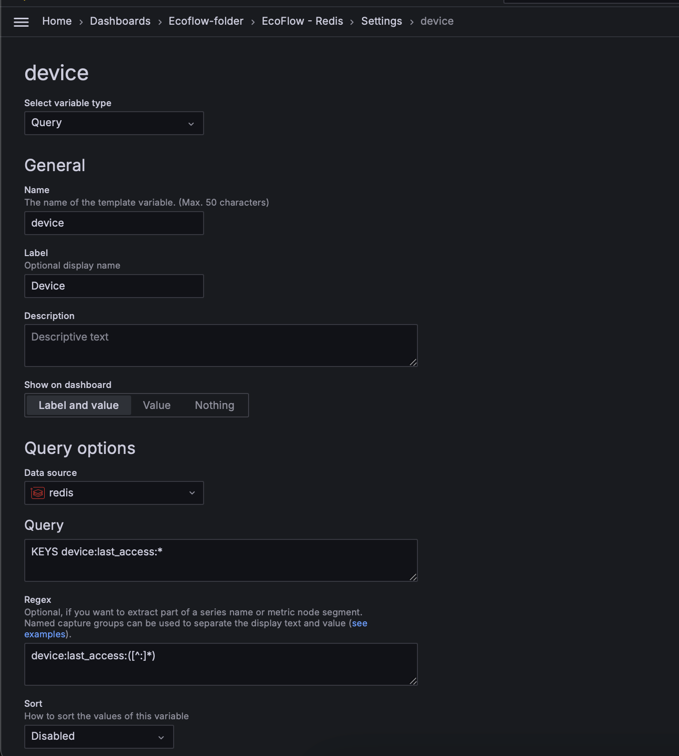 Home › Dashboards › Ecoflow-folder › EcoFlow - Redis › Settings › device
device
Select variable type
Query
General
Name
The name of the template variable. (Max. 50 characters)
device
Label
Optional display name
Device
Description
Descriptive text
Show on dashboard
Label and value Value Nothing
Query options
Data source
redis
Query
KEYS device:last_access:*
Regex
Optional, if you want to extract part of a series name or metric node segment.
Named capture groups can be used to separate the display text and value (see
examples).
device:last_access:([^:]*)
Sort
How to sort the values of this variable
Disabled